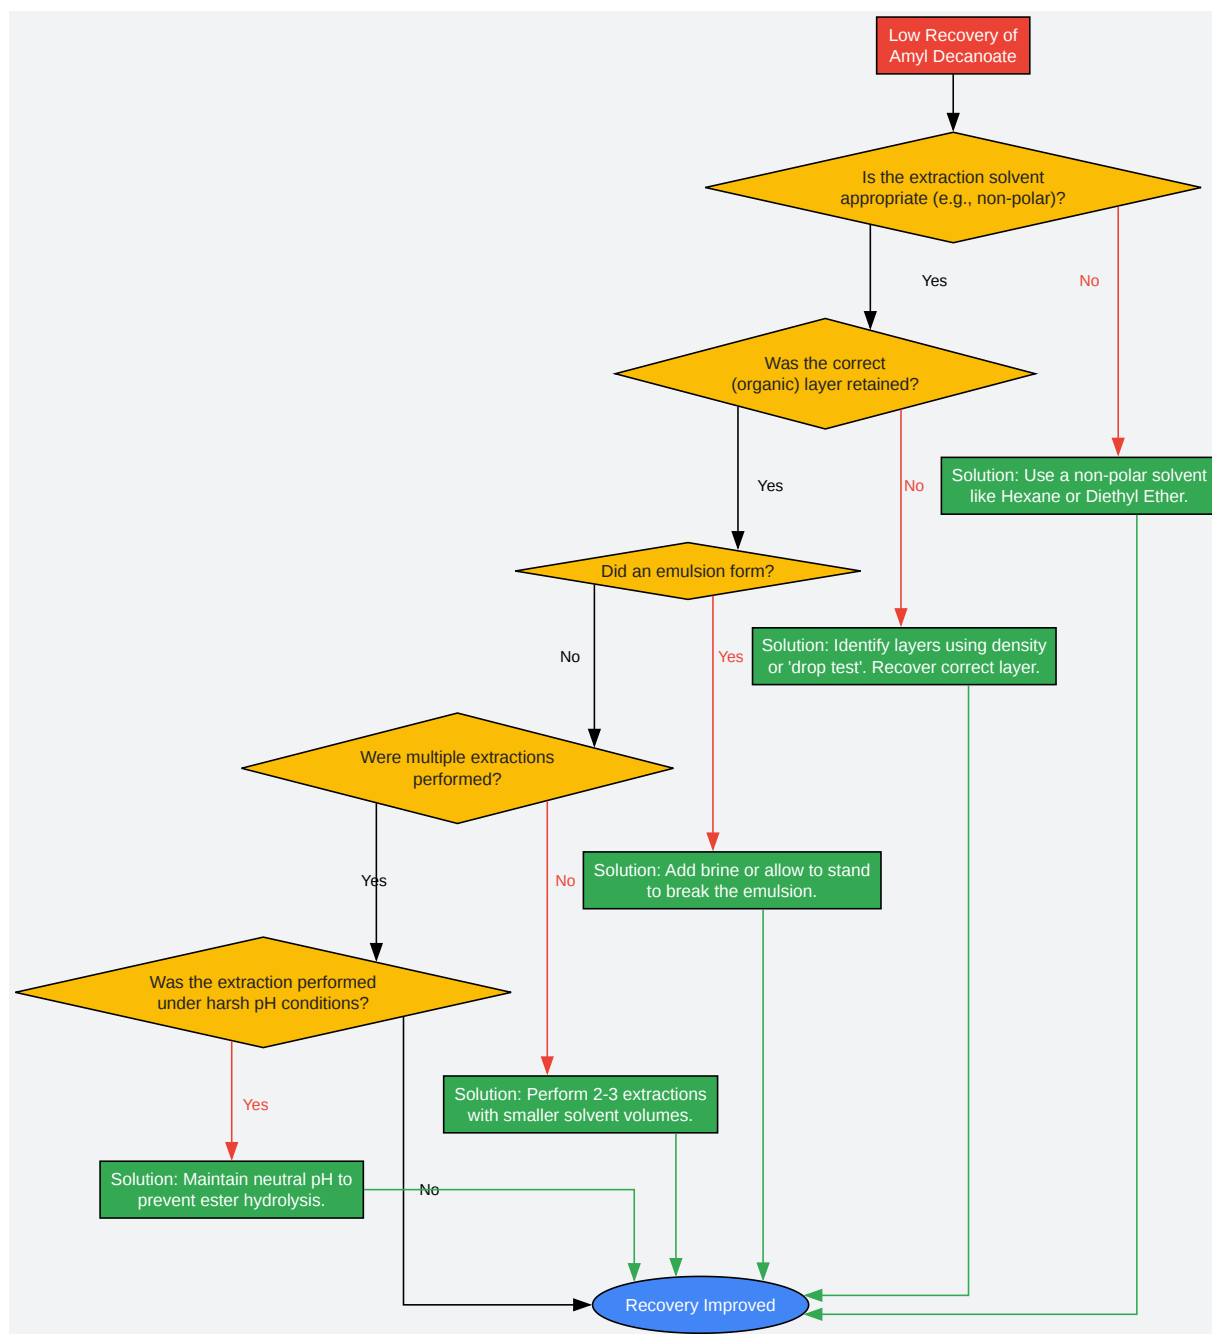 Low Recovery of
Amyl Decanoate
Is the extraction solvent
appropriate (e.g., non-polar)?
Yes
No
Was the correct
(organic) layer retained?
Yes
No
Solution: Use a non-polar solvent
like Hexane or Diethyl Ether.
Did an emulsion form?
No
Yes
Solution: Identify layers using density
or 'drop test'. Recover correct layer.
Were multiple extractions
performed?
Yes
No
Solution: Add brine or allow to stand
to break the emulsion.
Was the extraction performed
under harsh pH conditions?
Yes
Solution: Perform 2-3 extractions
with smaller solvent volumes.
Solution: Maintain neutral pH to
prevent ester hydrolysis.
No
Recovery Improved